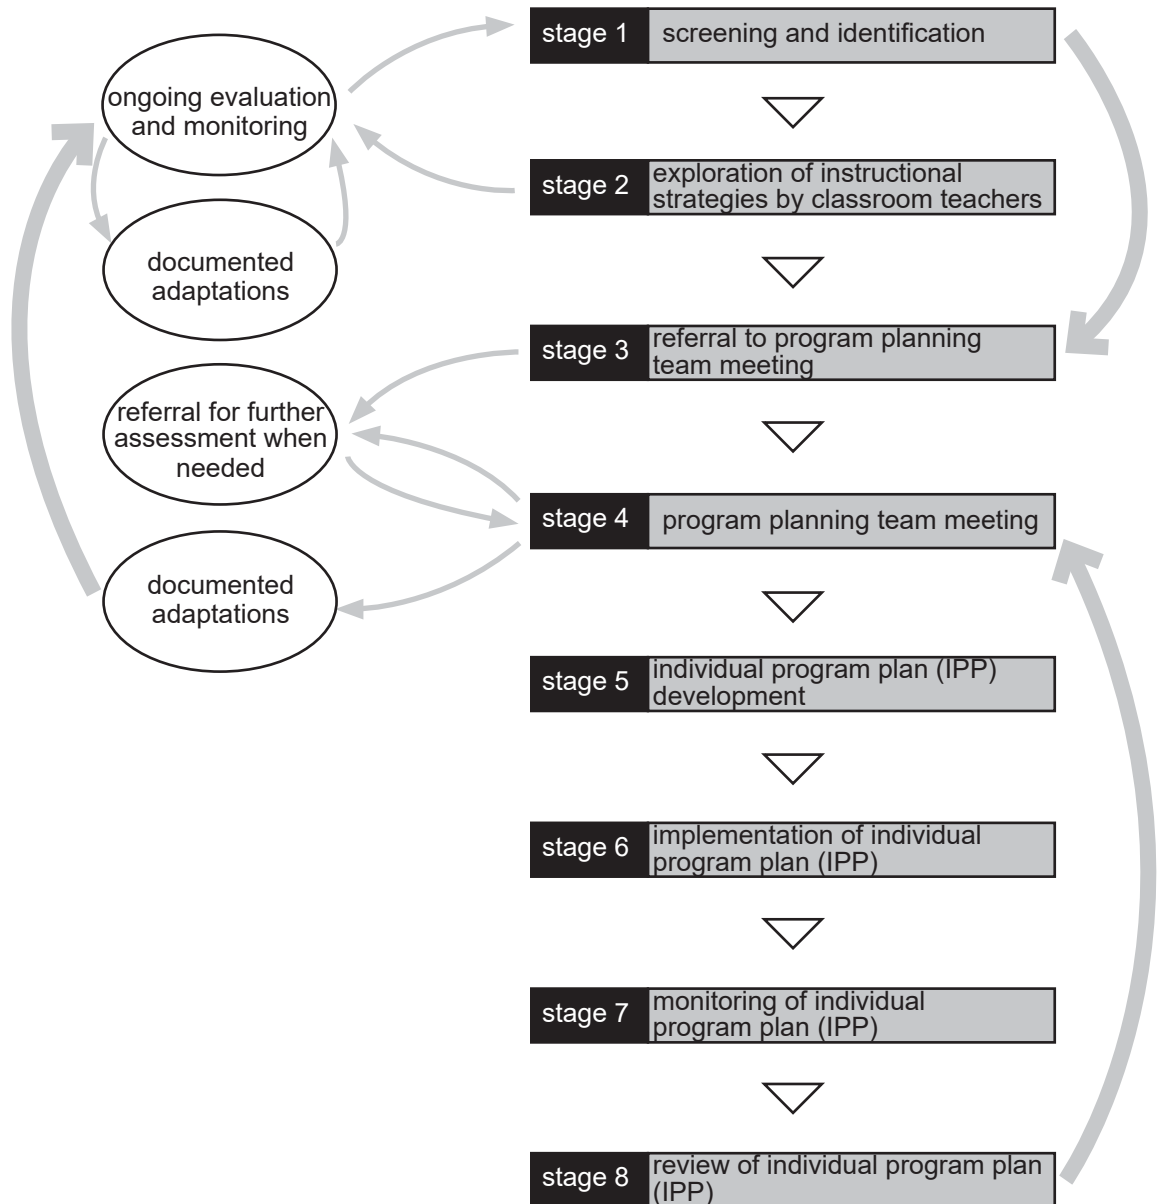 stage 1 screening and identification
ongoing evaluation
and monitoring
stage 2 exploration of instructional
strategies by classroom teachers
documented
adaptations
stage 3 referral to program planning
team meeting
referral for further
assessment when
needed
stage 4 program planning team meeting
documented
adaptations
stage 5 individual program plan (IPP)
development
stage 6 implementation of individual
program plan (IPP)
stage 7 monitoring of individual
program plan (IPP)
stage 8 review of individual program plan
(IPP)